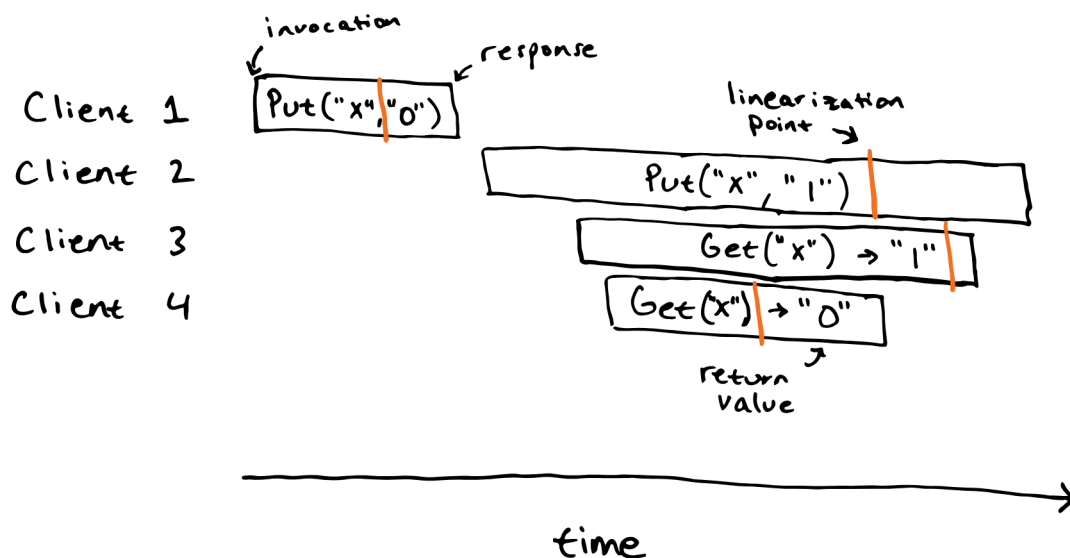 invocation
response
Client 1
Put("x", "0")
linearization
point
Client 2
Put("x", "1")
Client 3
Get("x") → "1"
Client 4
Get("x") → "0"
return
value
time